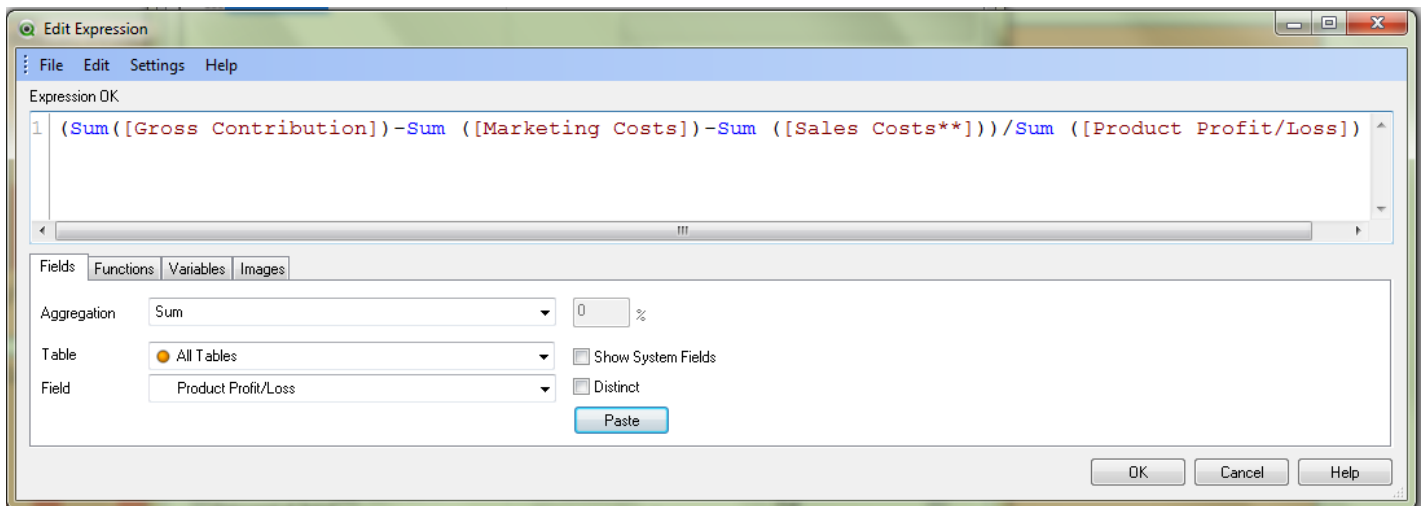 Edit Expression
File Edit Settings Help
Expression OK
1 (Sum([Gross Contribution])-Sum ([Marketing Costs])-Sum ([Sales Costs**]))/Sum ([Product Profit/Loss])
Fields Functions Variables Images
Aggregation Sum 0 %
Table All Tables Show System Fields
Field Product Profit/Loss Distinct
Paste
OK Cancel Help